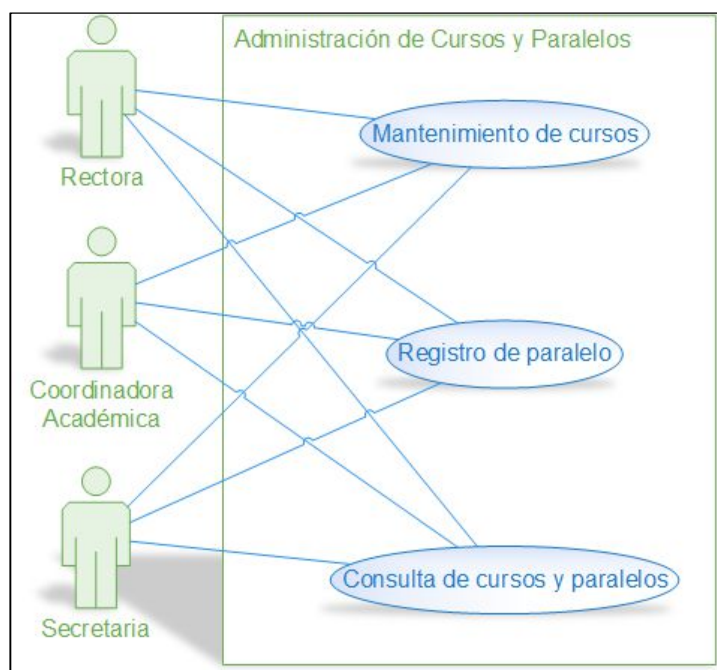 Administración de Cursos y Paralelos
Mantenimiento de cursos
Rectora
Registro de paralelo
Coordinadora
Académica
Consulta de cursos y paralelos
Secretaria